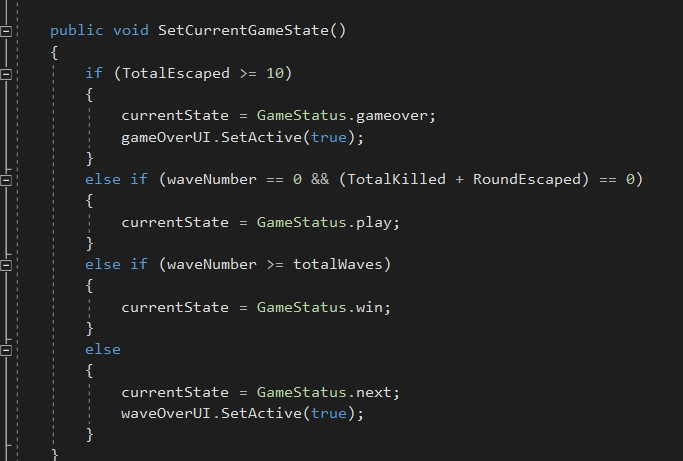 public void SetCurrentGameState()
{
if (TotalEscaped >= 10)
{
currentState = GameStatus.gameover;
gameOverUI.SetActive(true);
}
else if (waveNumber == 0 && (TotalKilled + RoundEscaped) == 0)
{
currentState = GameStatus.play;
}
else if (waveNumber >= totalWaves)
{
currentState = GameStatus.win;
}
else
{
currentState = GameStatus.next;
waveOverUI.SetActive(true);
}
}